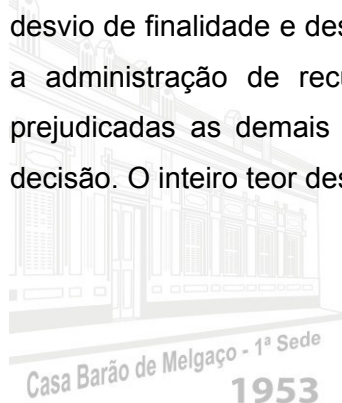 desvio de finalidade e des
a administração de recu
prejudicadas as demais
decisão. O inteiro teor des
Casa Barão de Melgaço - 1ª Sede
1953